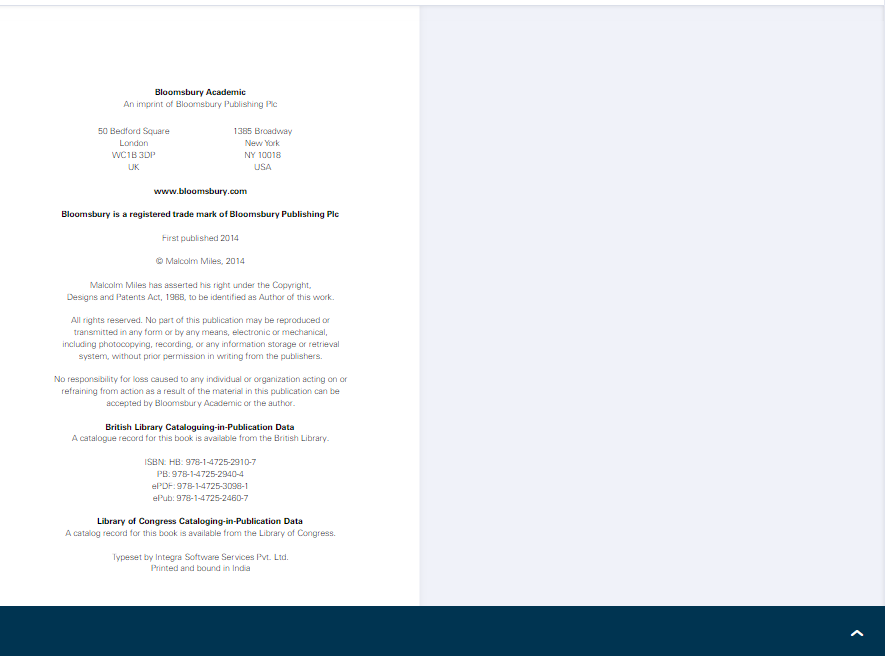 Bloomsbury Academic
An imprint of Bloomsbury Publishing Plc
50 Bedford Square
London
WC1B 3DP
UK
1385 Broadway
New York
NY 10018
USA
www.bloomsbury.com
Bloomsbury is a registered trade mark of Bloomsbury Publishing Plc
First published 2014
© Malcolm Miles, 2014
Malcolm Miles has asserted his right under the Copyright,
Designs and Patents Act, 1988, to be identified as Author of this work.
All rights reserved. No part of this publication may be reproduced or
transmitted in any form or by any means, electronic or mechanical,
including photocopying, recording, or any information storage or retrieval
system, without prior permission in writing from the publishers.
No responsibility for loss caused to any individual or organization acting on or
refraining from action as a result of the material in this publication can be
accepted by Bloomsbury Academic or the author.
British Library Cataloguing-in-Publication Data
A catalogue record for this book is available from the British Library.
ISBN: HB: 978-1-4725-2910-7
PB: 978-1-4725-2940-4
ePDF: 978-1-4725-3098-1
ePub: 978-1-4725-2460-7
Library of Congress Cataloging-in-Publication Data
A catalog record for this book is available from the Library of Congress.
Typeset by Integra Software Services Pvt. Ltd.
Printed and bound in India